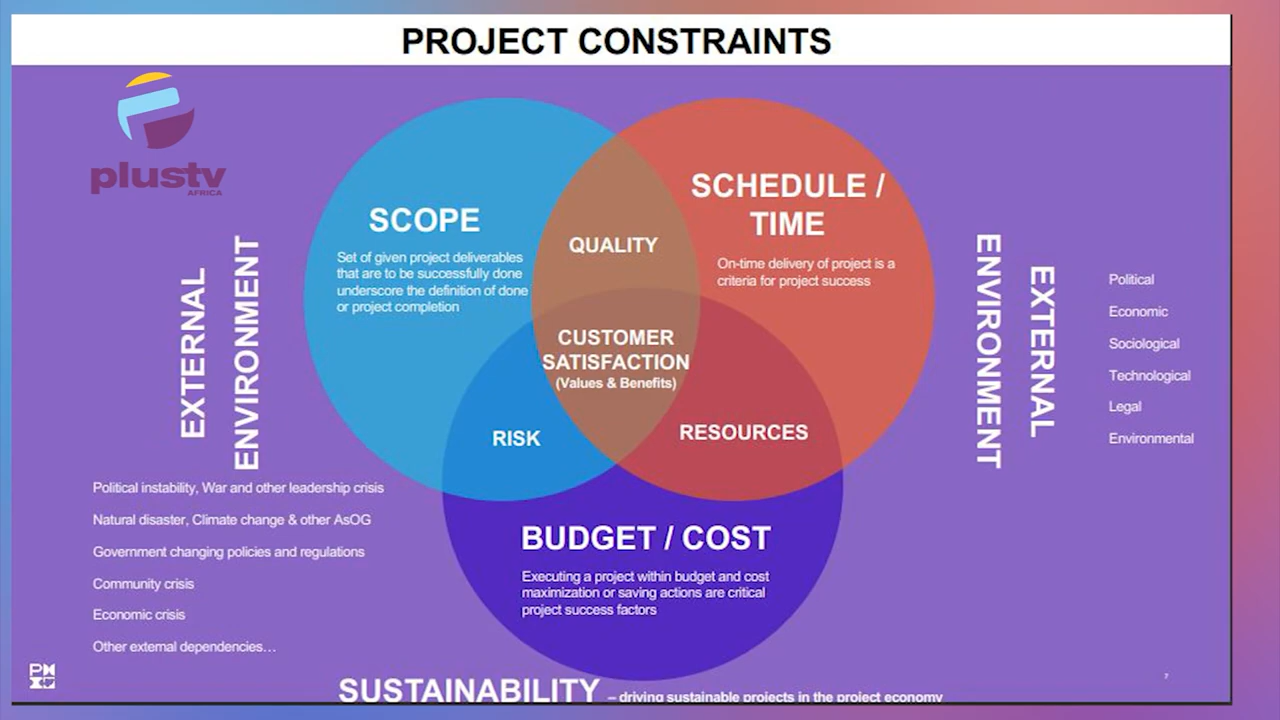 PROJECT CONSTRAINTS
plustv
AFRICA
EXTERNAL
ENVIRONMENT
Political instability, War and other leadership crisis
Natural disaster, Climate change & other AsOG
Government changing policies and regulations
Community crisis
Economic crisis
Other external dependencies…
SCOPE
Set of given project deliverables
that are to be successfully done
underscore the definition of done
or project completion
QUALITY
SCHEDULE /
TIME
On-time delivery of project is a
criteria for project success
CUSTOMER
SATISFACTION
(Values & Benefits)
RISK
RESOURCES
BUDGET / COST
Executing a project within budget and cost
maximization or saving actions are critical
project success factors
EXTERNAL
ENVIRONMENT
Political
Economic
Sociological
Technological
Legal
Environmental
SUSTAINABILITY – driving sustainable projects in the project economy
7